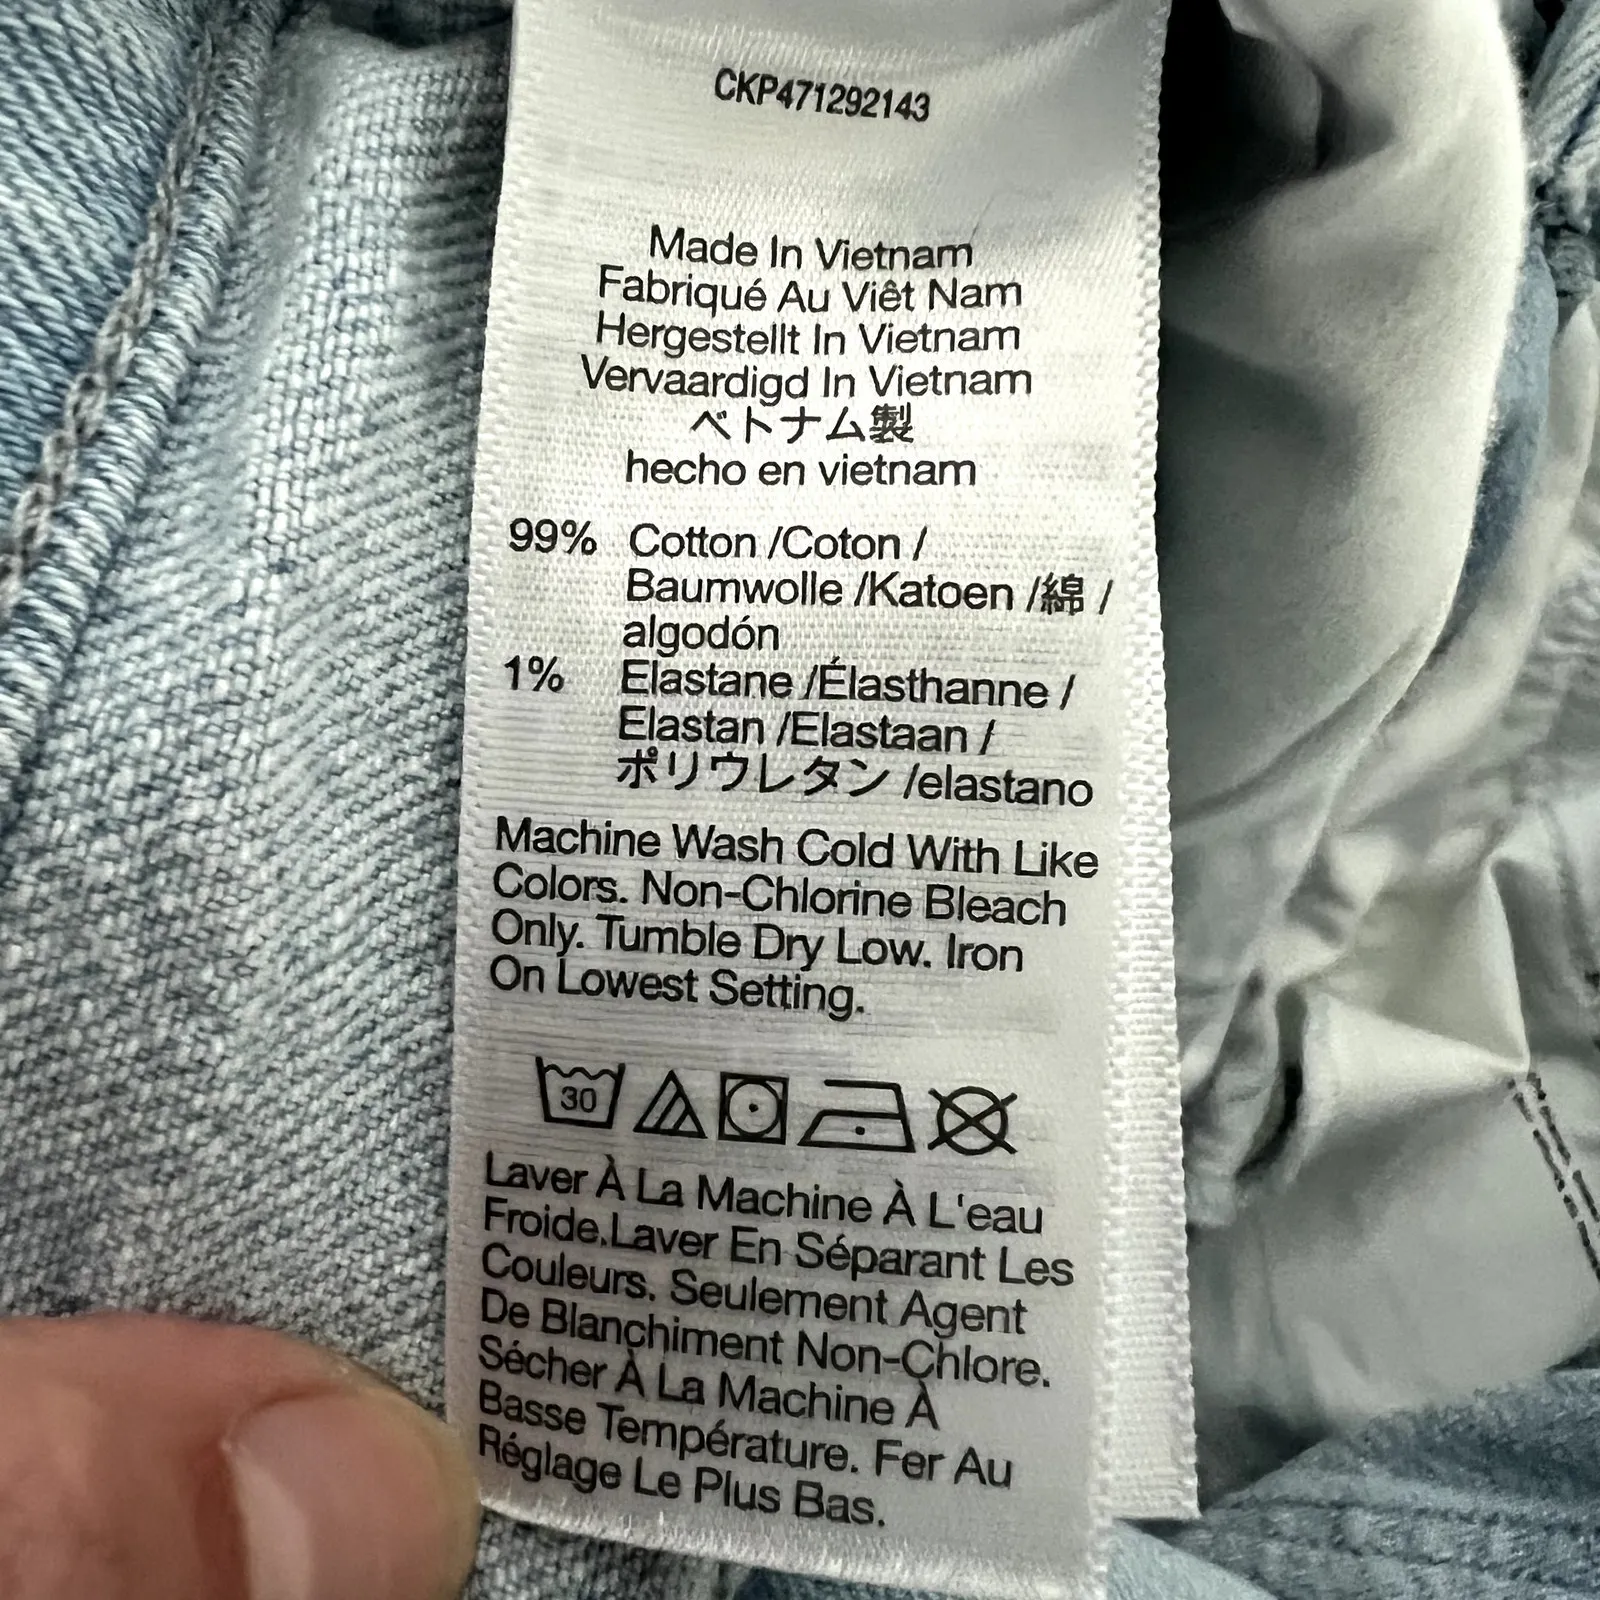 CKP471292143
Made In Vietnam
Fabriqué Au Viêt Nam
Hergestellt In Vietnam
Vervaardigd In Vietnam
ベトナム製
hecho en vietnam
99% Cotton /Coton /
Baumwolle /Katoen /綿 /
algodón
1% Elastane /Élasthanne /
Elastan /Elastaan /
ポリウレタン /elastano
Machine Wash Cold With Like
Colors. Non-Chlorine Bleach
Only. Tumble Dry Low. Iron
On Lowest Setting.
30
Laver À La Machine À L'eau
Froide.Laver En Séparant Les
Couleurs. Seulement Agent
De Blanchiment Non-Chlore.
Sécher À La Machine À
Basse Température. Fer Au
Réglage Le Plus Bas.